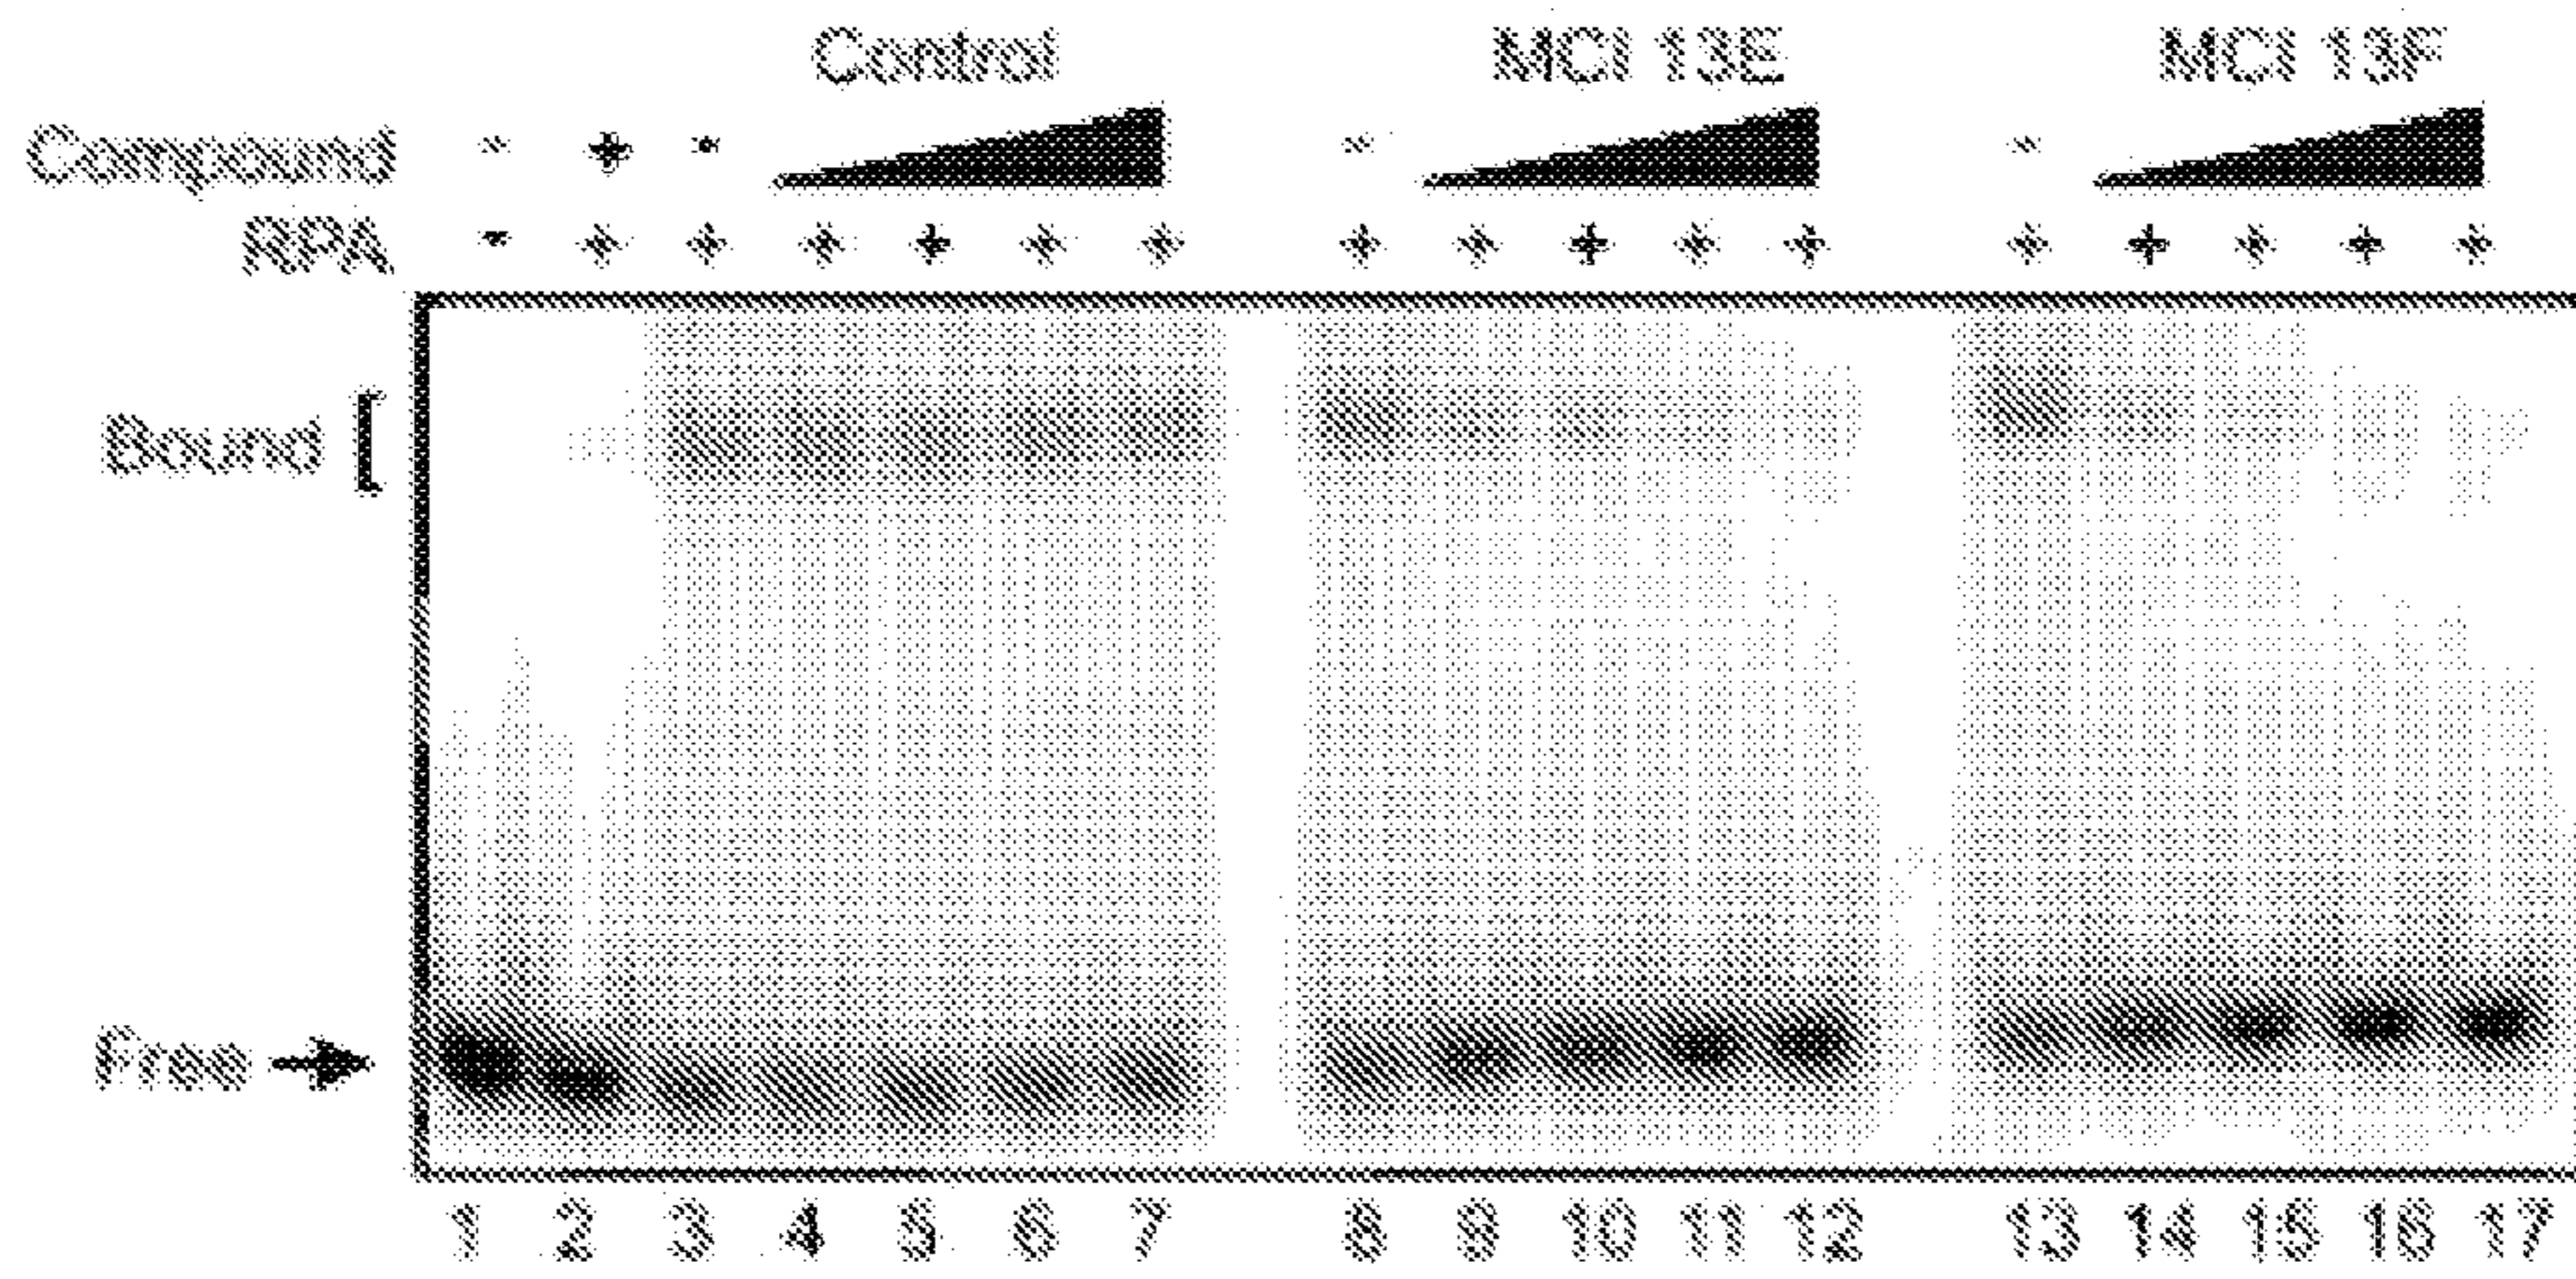 Control MCI 13E MCI 13F
Compound - + - - -
RPA - + + + + + + + + + + + + + + + +
Bound [
Free →
1 2 3 4 5 6 7 8 9 10 11 12 13 14 15 16 17